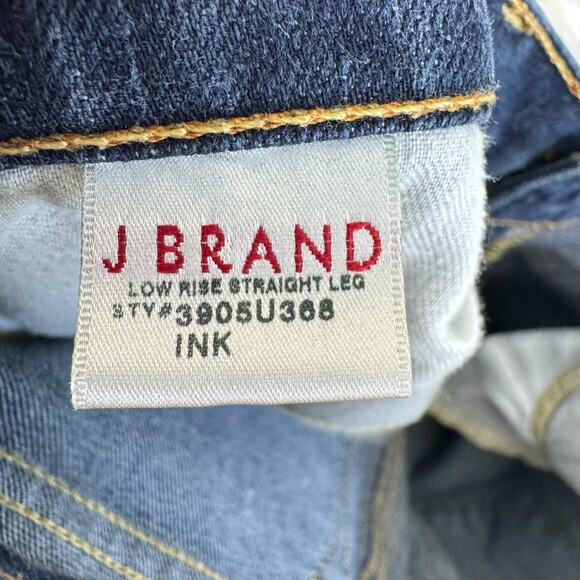 J BRAND
LOW RISE STRAIGHT LEG
STY#3905U368
INK